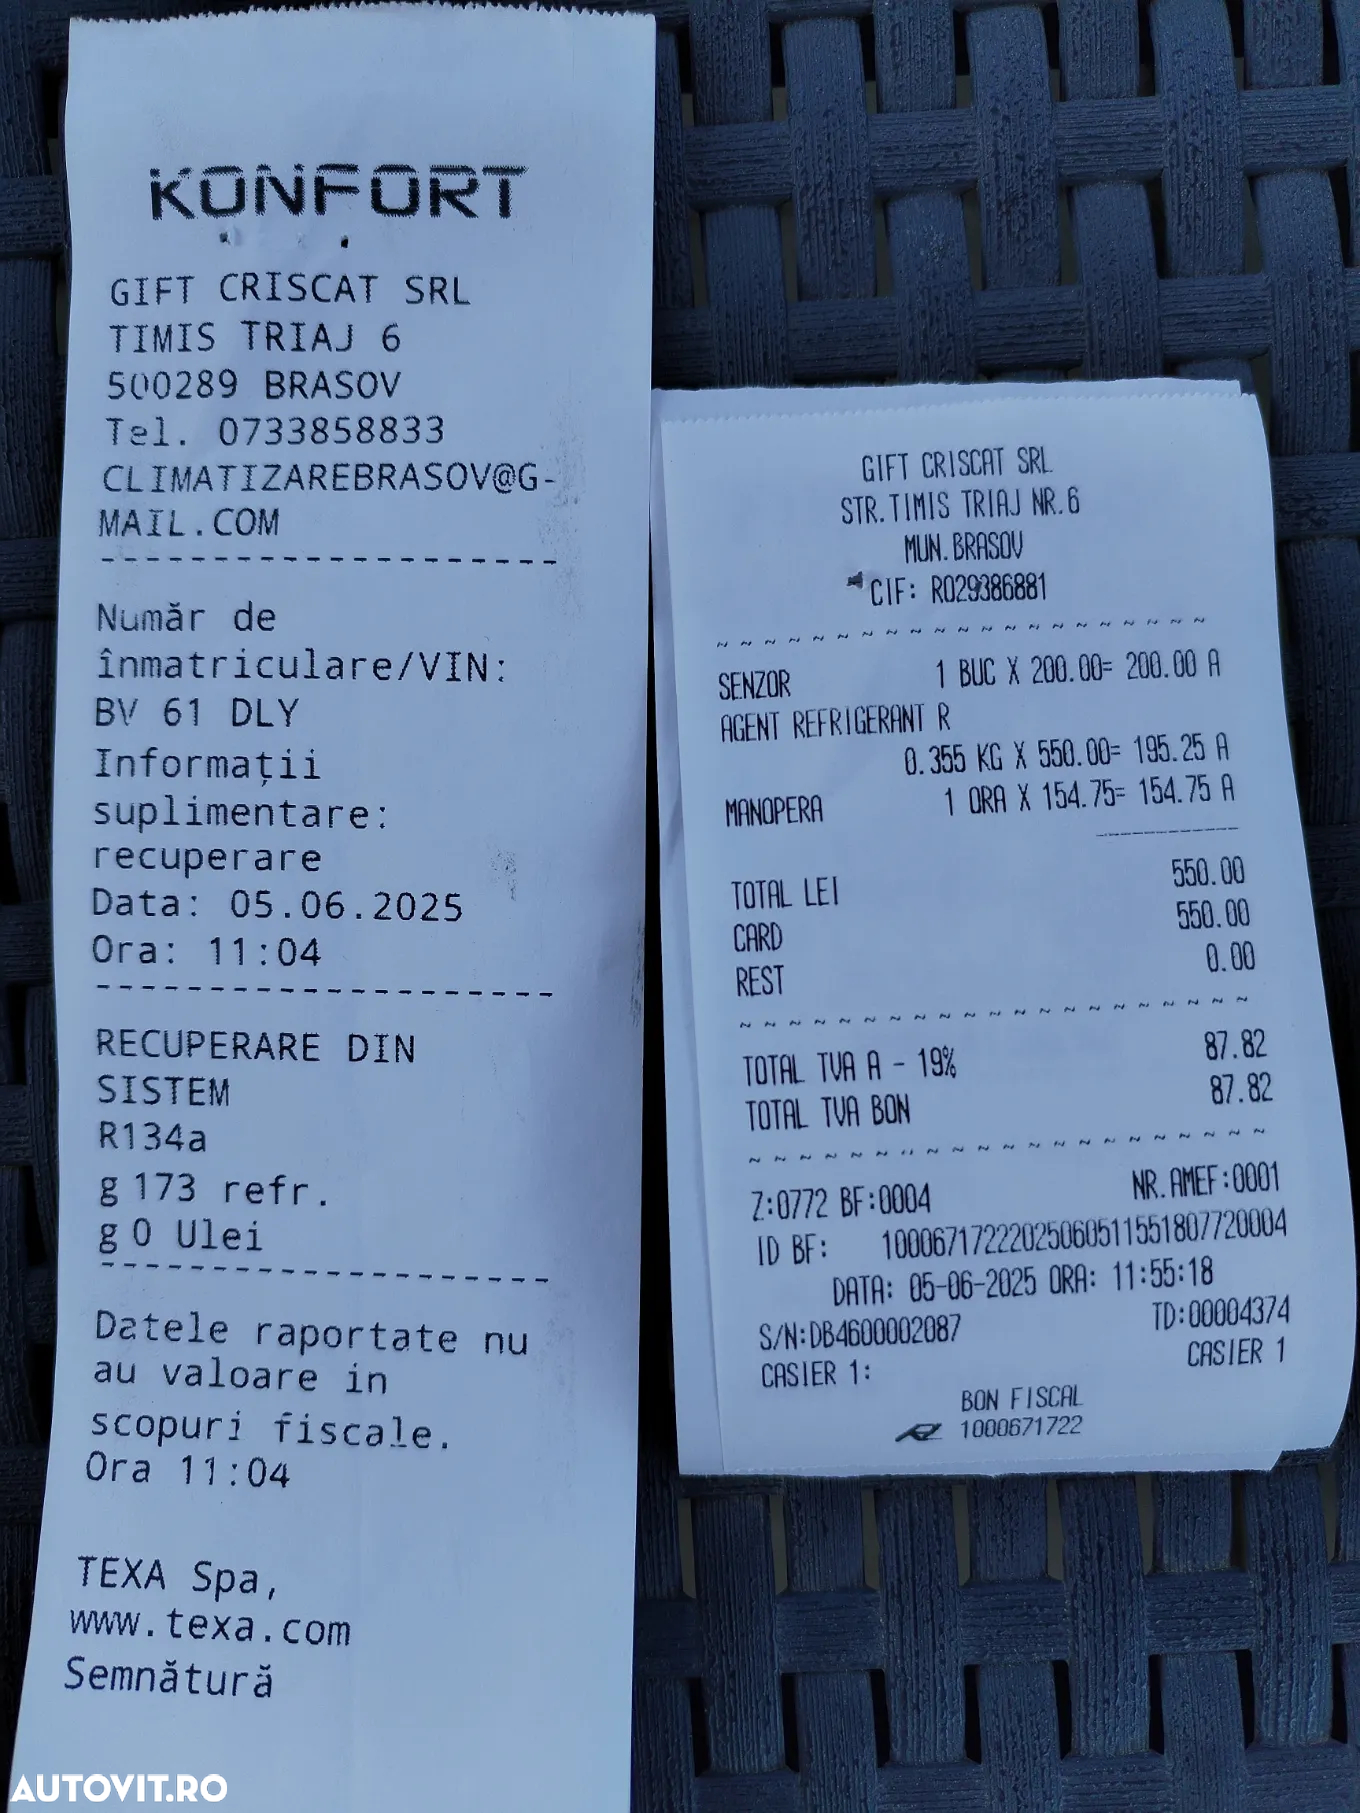 KONFORT
GIFT CRISCAT SRL
TIMIS TRIAJ 6
500289 BRASOV
Tel. 0733858833
CLIMATIZAREBRASOV@G-
MAIL.COM
--------------------
Număr de
înmatriculare/VIN:
BV 61 DLY
Informații
suplimentare:
recuperare
Data: 05.06.2025
Ora: 11:04
--------------------
RECUPERARE DIN
SISTEM
R134a
g 173 refr.
g 0 Ulei
--------------------
Datele raportate nu
au valoare in
scopuri fiscale.
Ora 11:04
TEXA Spa,
www.texa.com
Semnătură
GIFT CRISCAT SRL
STR.TIMIS TRIAJ NR.6
MUN.BRASOV
CIF: RO29386881
~ ~ ~ ~ ~ ~ ~ ~ ~ ~ ~ ~ ~ ~ ~ ~ ~ ~ ~ ~ ~
SENZOR 1 BUC X 200.00= 200.00 A
AGENT REFRIGERANT R
0.355 KG X 550.00= 195.25 A
MANOPERA 1 ORA X 154.75= 154.75 A
------------
TOTAL LEI 550.00
CARD 550.00
REST 0.00
~ ~ ~ ~ ~ ~ ~ ~ ~ ~ ~ ~ ~ ~ ~ ~ ~ ~ ~ ~ ~
TOTAL TVA A - 19% 87.82
TOTAL TVA BON 87.82
~ ~ ~ ~ ~ ~ ~ ~ ~ ~ ~ ~ ~ ~ ~ ~ ~ ~ ~ ~ ~
Z:0772 BF:0004 NR.AMEF:0001
ID BF: 10006717222025060511551807720004
DATA: 05-06-2025 ORA: 11:55:18
S/N:DB4600002087 TD:00004374
CASIER 1: CASIER 1
BON FISCAL
1000671722
AUTOVIT.RO